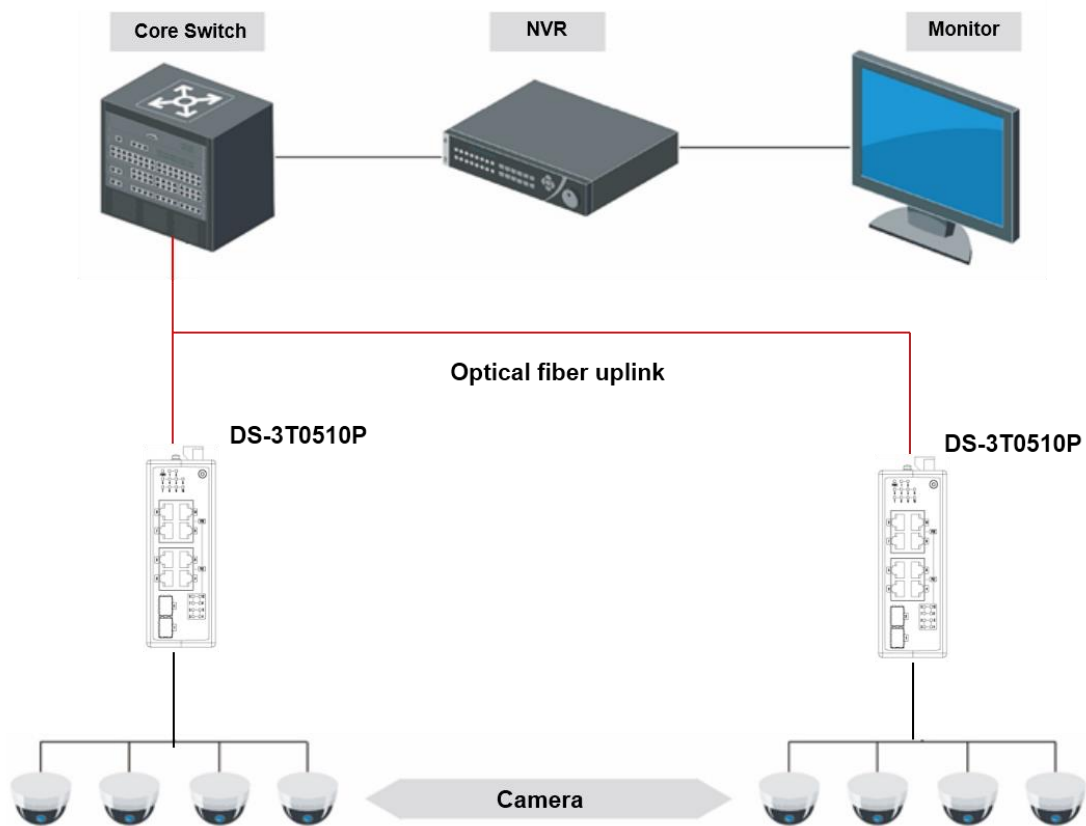 Core Switch
NVR
Monitor
Optical fiber uplink
DS-3T0510P
DS-3T0510P
Camera